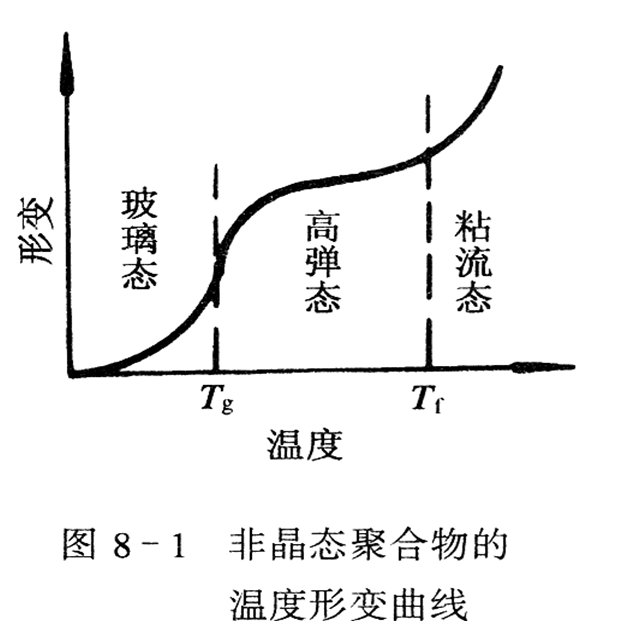 形变
玻璃态
高弹态
粘流态
Tg
Tf
温度
图 8-1 非晶态聚合物的
温度形变曲线